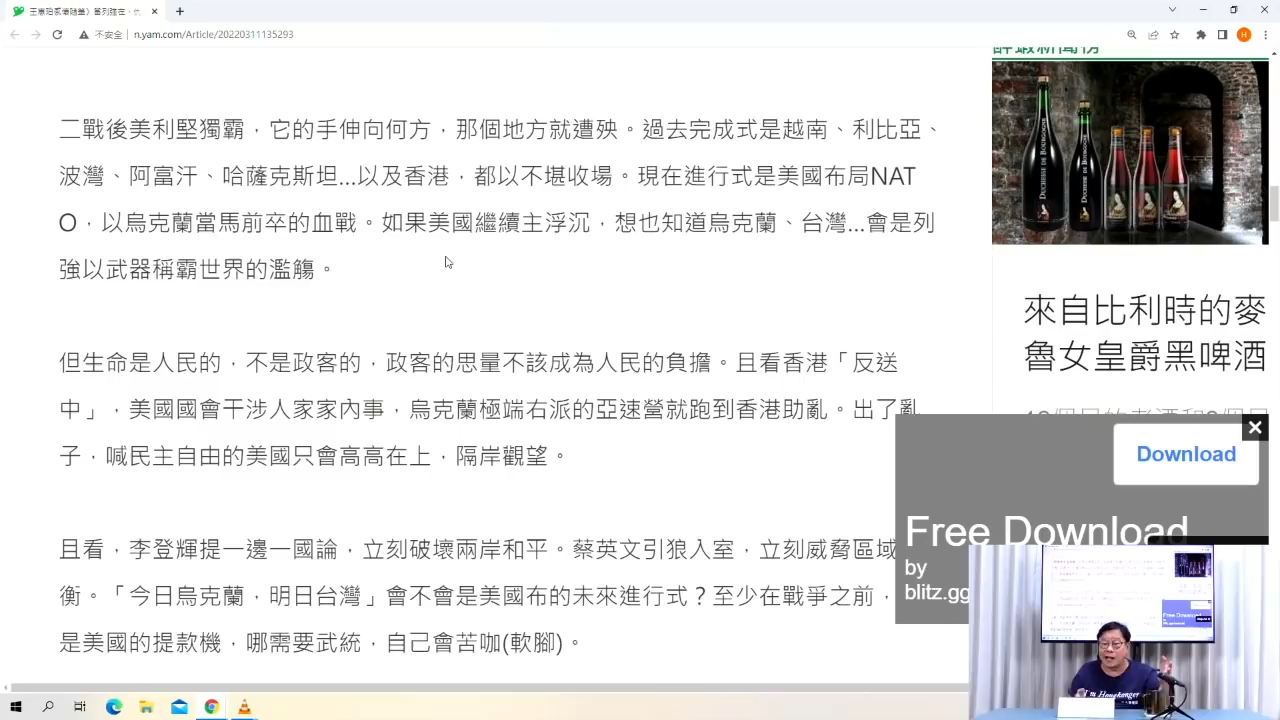 不安全 | n.yam.com/Article/20220311135293
二戰後美利堅獨霸，它的手伸向何方，那個地方就遭殃。過去完成式是越南、利比亞、
波灣、阿富汗、哈薩克斯坦...以及香港，都以不堪收場。現在進行式是美國布局NAT
O，以烏克蘭當馬前卒的血戰。如果美國繼續主浮沉，想也知道烏克蘭、台灣...會是列
強以武器稱霸世界的濫觴。
但生命是人民的，不是政客的，政客的思量不該成為人民的負擔。且看香港「反送
中」，美國國會干涉人家家內事，烏克蘭極端右派的亞速營就跑到香港助亂。出了亂
子，喊民主自由的美國只會高高在上，隔岸觀望。
且看，李登輝提一邊一國論，立刻破壞兩岸和平。蔡英文引狼入室，立刻威脅區域
衡。「今日烏克蘭，明日台灣」會不會是美國布的未來進行式？至少在戰爭之前，
是美國的提款機，哪需要武統，自己會苦咖(軟腳)。
DUCHESSE DE BOURGOGNE
來自比利時的麥
魯女皇爵黑啤酒
Download
Free Download
by
blitz.gg
I'm Hongkonger